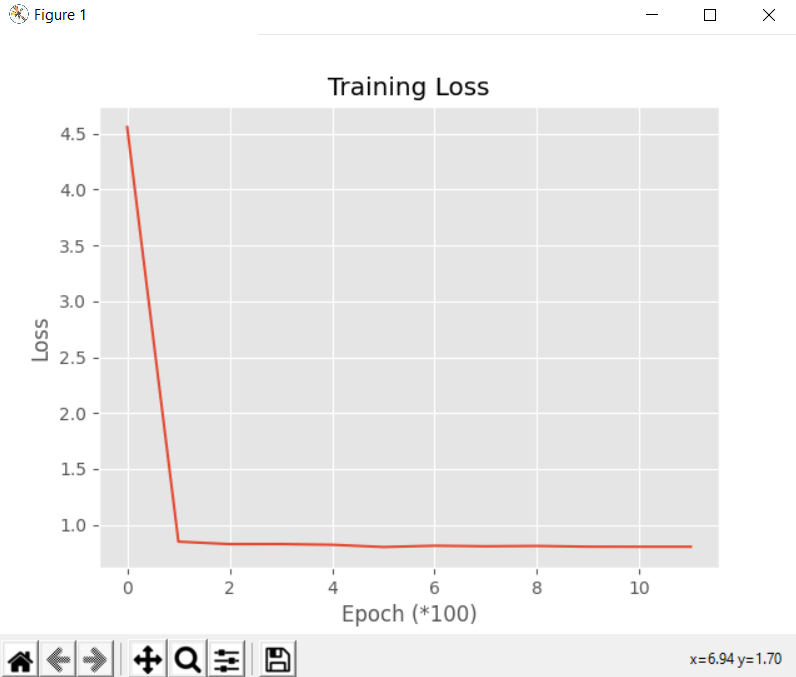 Figure 1
Training Loss
4.5
4.0
3.5
3.0
2.5
2.0
1.5
1.0
Loss
0 2 4 6 8 10
Epoch (*100)
x=6.94 y=1.70